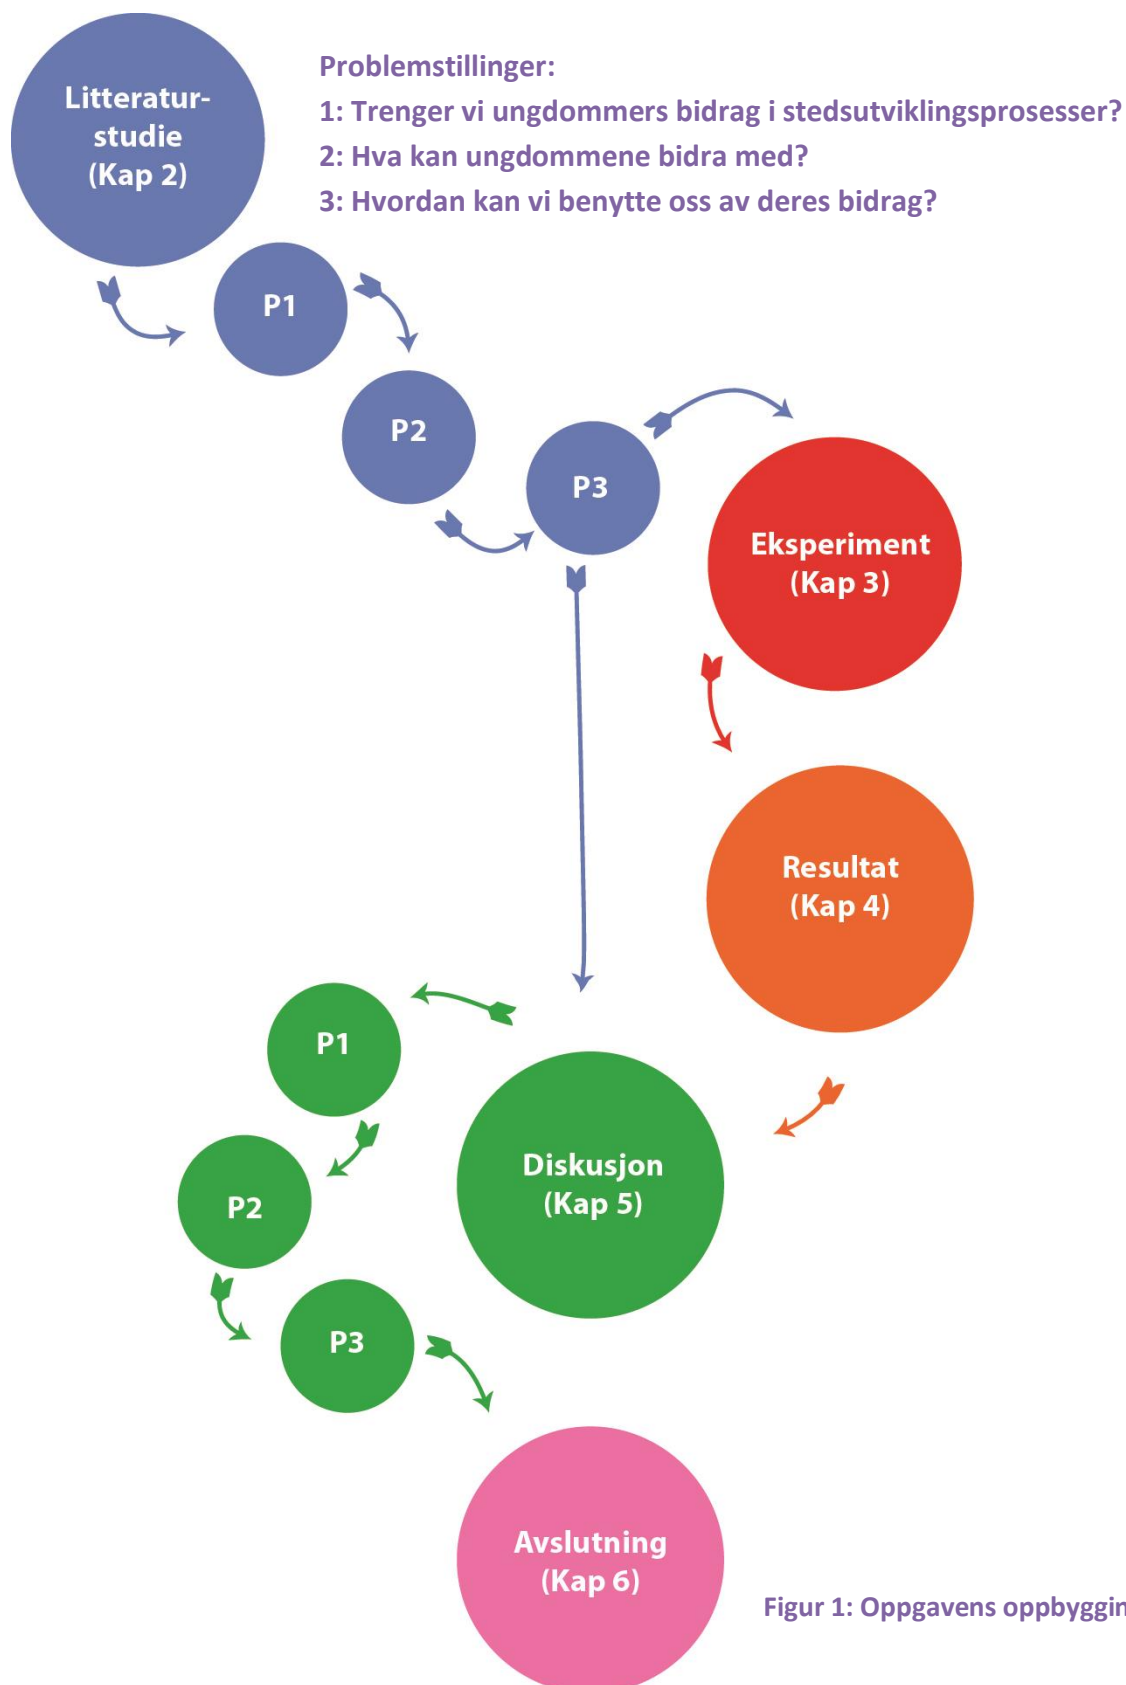 Litteratur-
studie
(Kap 2)
Problemstillinger:
1: Trenger vi ungdommers bidrag i stedsutviklingsprosesser?
2: Hva kan ungdommene bidra med?
3: Hvordan kan vi benytte oss av deres bidrag?
P1
P2
P3
Eksperiment
(Kap 3)
Resultat
(Kap 4)
Diskusjon
(Kap 5)
P1
P2
P3
Avslutning
(Kap 6)
Figur 1: Oppgavens oppbyggin